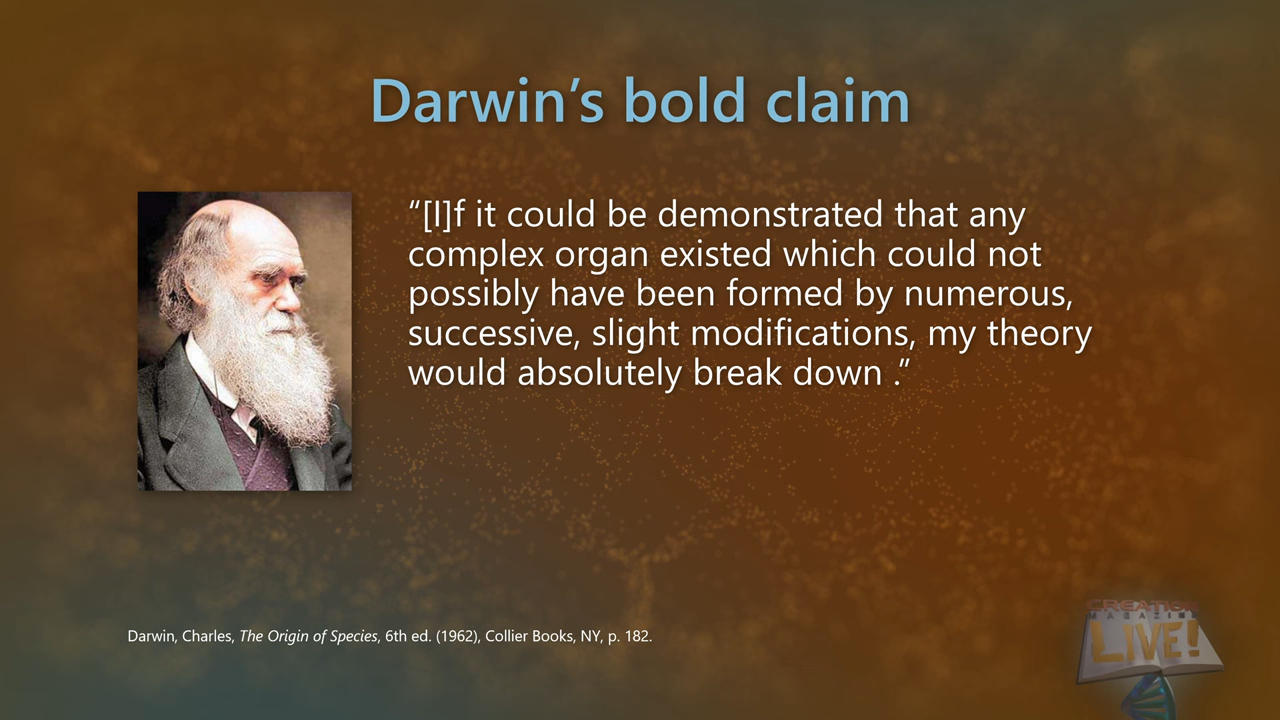 Darwin’s bold claim
“[I]f it could be demonstrated that any
complex organ existed which could not
possibly have been formed by numerous,
successive, slight modifications, my theory
would absolutely break down .”
Darwin, Charles, The Origin of Species, 6th ed. (1962), Collier Books, NY, p. 182.
CREATION
MAGAZINE
LIVE!